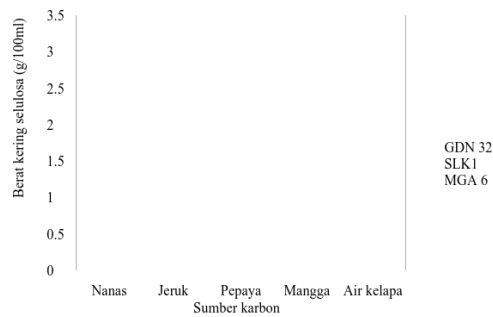 Berat kering selulosa (g/100ml)
3.5
3
2.5
2
1.5
1
0.5
0
Nanas Jeruk Pepaya Mangga Air kelapa
Sumber karbon
GDN 32
SLK1
MGA 6